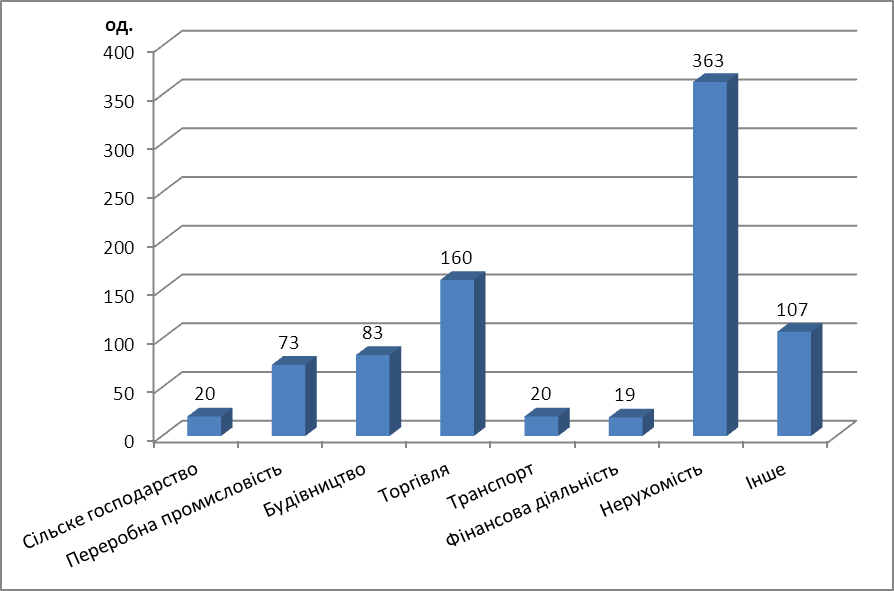 од.
400
350
300
250
200
150
100
50
0
20
73
83
160
20
19
363
107
Сільске господарство
Переробна промисловість
Будівництво
Торгівля
Транспорт
Фінансова діяльність
Нерухомість
Інше